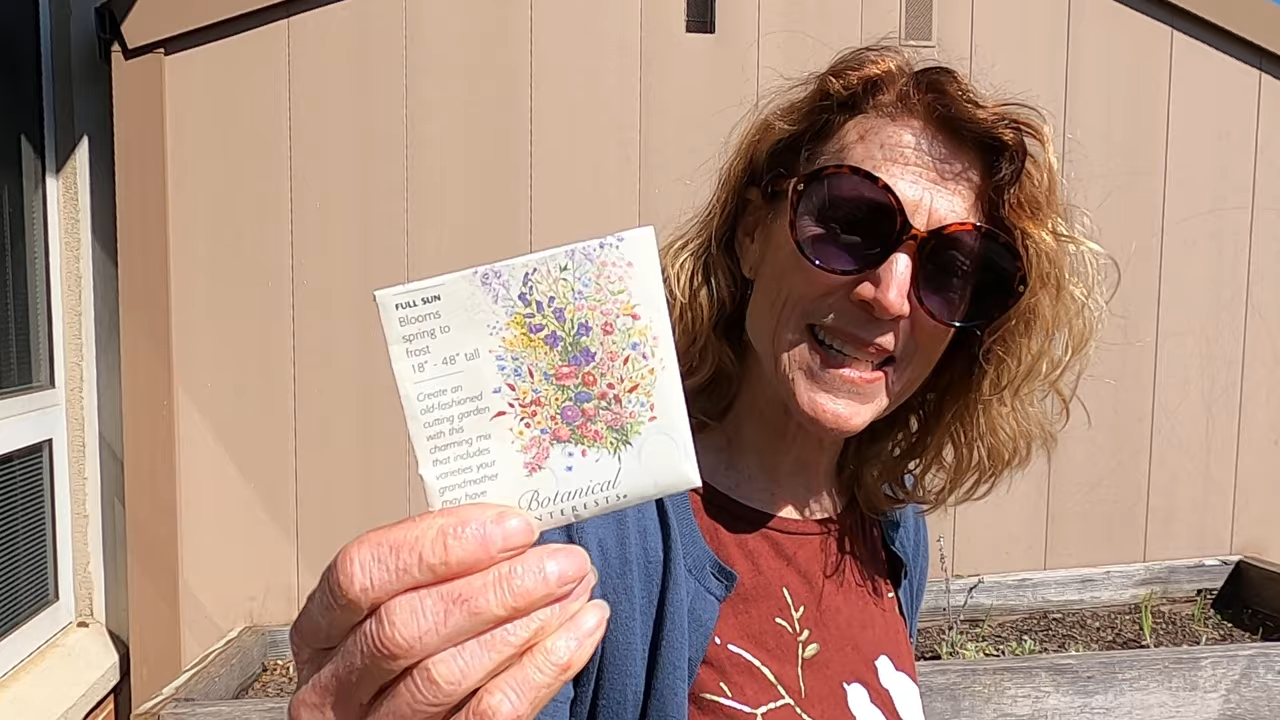 FULL SUN
Blooms
spring to
frost
18" - 48" tall
Create an
old-fashioned
cutting garden
with this
charming mix
that includes
varieties your
grandmother
may have
Botanical
INTERESTS®